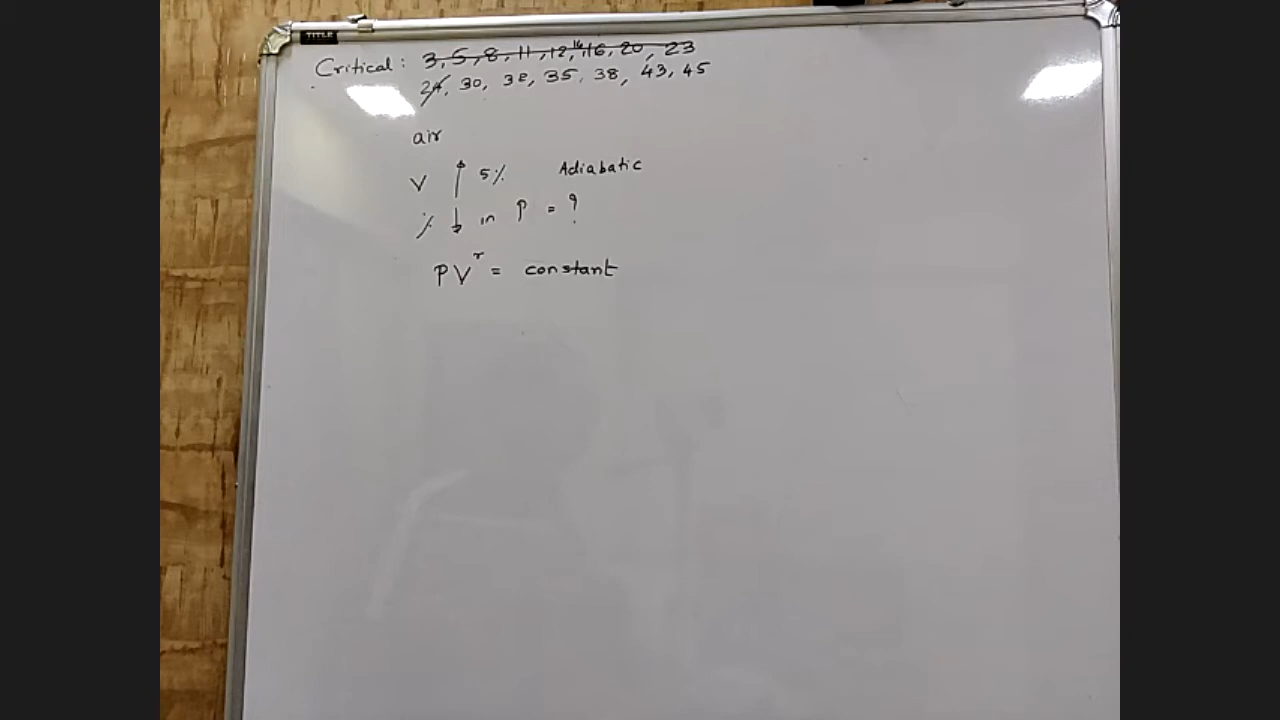 TITLE
Critical: 3, 5, 8, 11, 12, 14, 16, 20, 23
24, 30, 32, 35, 38, 43, 45
air
V ↑ 5% Adiabatic
% ↓ in P = ?
PV^r = constant